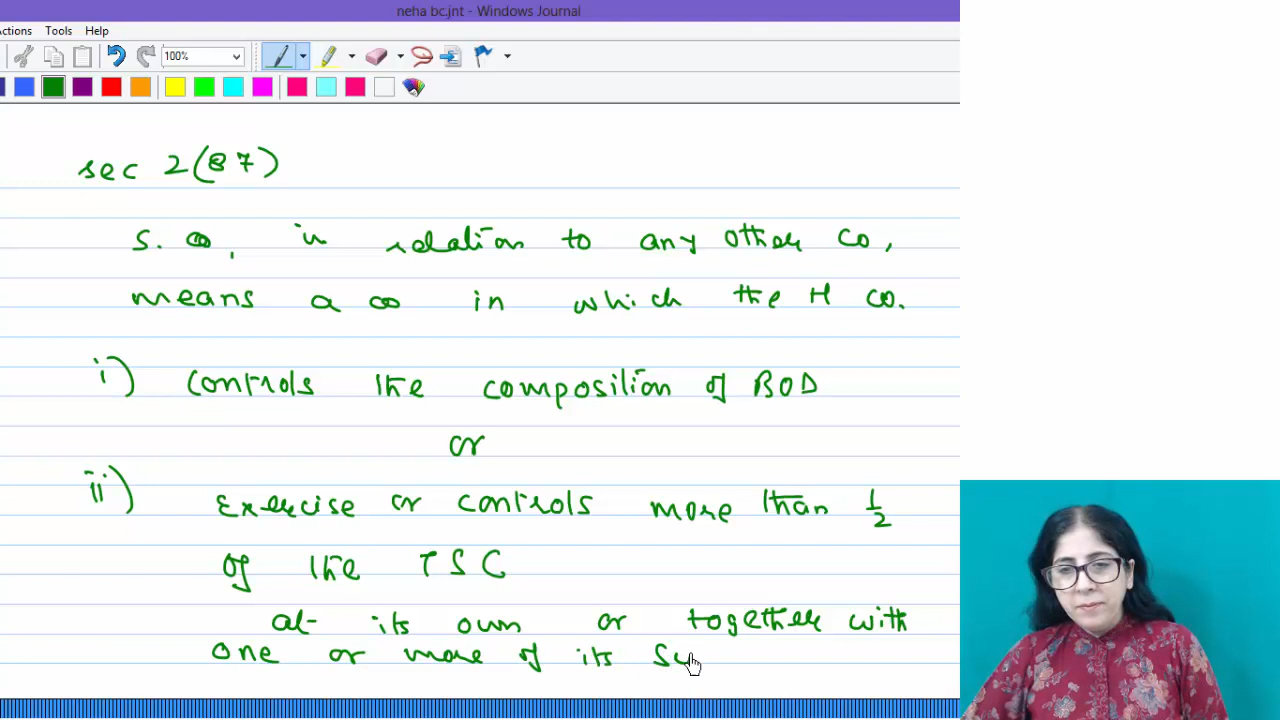 neha bc.jnt - Windows Journal
Actions Tools Help
100%
sec 2(87)
S. co, in relation to any other co,
means a co in which the H co.
i) controls the composition of BOD
or
ii) Exercise or controls more than 1/2
of the TSC
at its own or together with
one or more of its Su